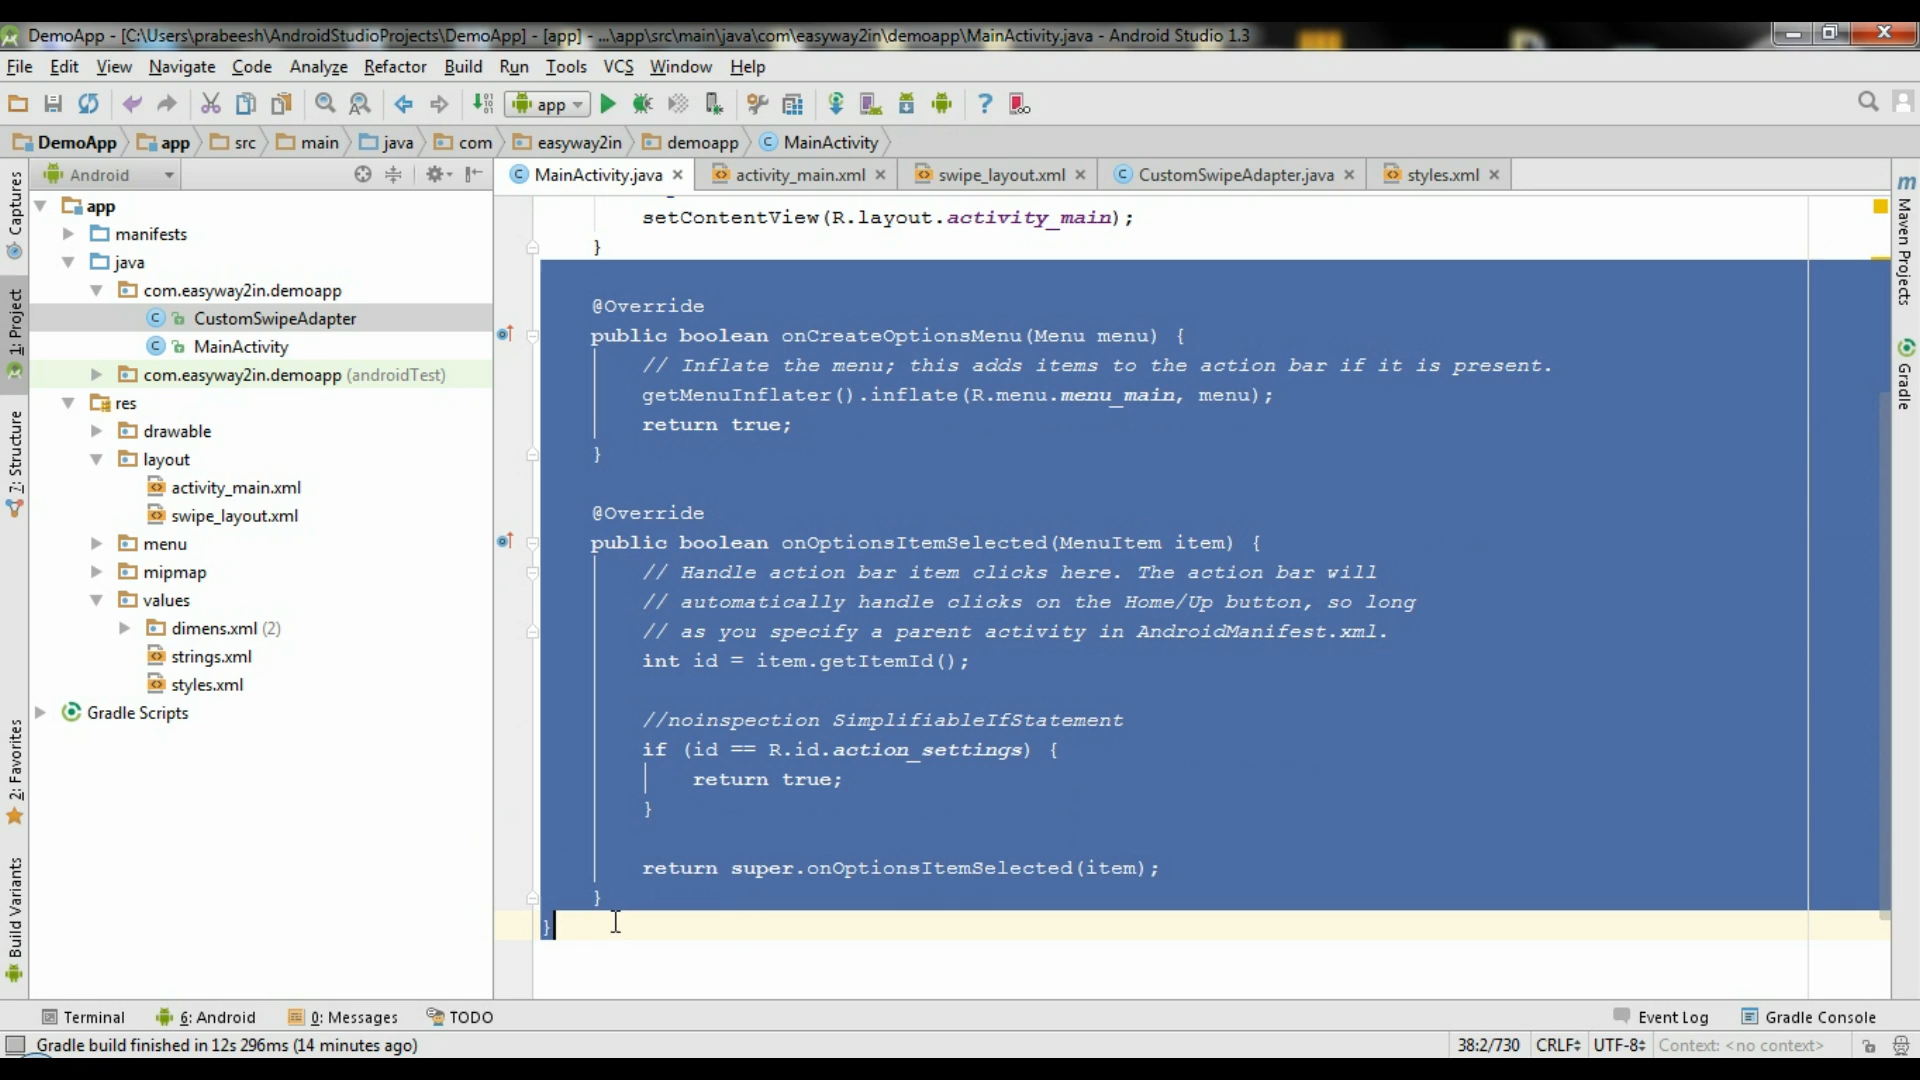 DemoApp - [C:\Users\prabeesh\AndroidStudioProjects\DemoApp] - [app] - ...\app\src\main\java\com\easyway2in\demoapp\MainActivity.java - Android Studio 1.3
File Edit View Navigate Code Analyze Refactor Build Run Tools VCS Window Help
app
DemoApp app src main java com easyway2in demoapp MainActivity
Android
MainActivity.java activity_main.xml swipe_layout.xml CustomSwipeAdapter.java styles.xml
Captures
1: Project
7: Structure
2: Favorites
Build Variants
app
manifests
java
com.easyway2in.demoapp
CustomSwipeAdapter
MainActivity
com.easyway2in.demoapp (androidTest)
res
drawable
layout
activity_main.xml
swipe_layout.xml
menu
mipmap
values
dimens.xml (2)
strings.xml
styles.xml
Gradle Scripts
setContentView(R.layout.activity_main);
}
@Override
public boolean onCreateOptionsMenu(Menu menu) {
// Inflate the menu; this adds items to the action bar if it is present.
getMenuInflater().inflate(R.menu.menu_main, menu);
return true;
}
@Override
public boolean onOptionsItemSelected(MenuItem item) {
// Handle action bar item clicks here. The action bar will
// automatically handle clicks on the Home/Up button, so long
// as you specify a parent activity in AndroidManifest.xml.
int id = item.getItemId();
//noinspection SimplifiableIfStatement
if (id == R.id.action_settings) {
return true;
}
return super.onOptionsItemSelected(item);
}
}
Maven Projects
Gradle
Terminal 6: Android 0: Messages TODO Event Log Gradle Console
Gradle build finished in 12s 296ms (14 minutes ago) 38:2/730 CRLF UTF-8 Context: <no context>